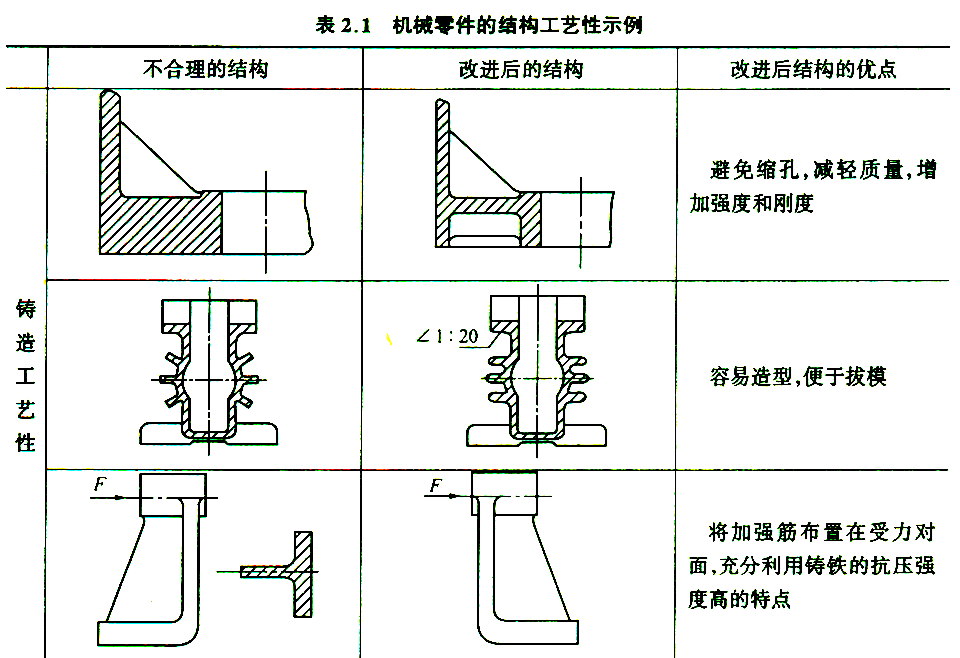 表2.1 机械零件的结构工艺性示例
不合理的结构 改进后的结构 改进后结构的优点
铸造工艺性
避免缩孔,减轻质量,增
加强度和刚度
∠1:20
容易造型,便于拔模
F
F
将加强筋布置在受力对
面,充分利用铸铁的抗压强
度高的特点